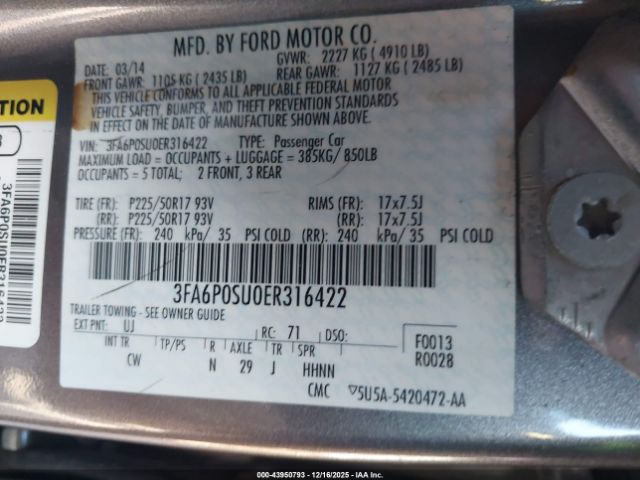 MFD. BY FORD MOTOR CO.
DATE: 03/14 GVWR: 2227 KG ( 4910 LB)
FRONT GAWR: 1105 KG ( 2435 LB) REAR GAWR: 1127 KG ( 2485 LB)
THIS VEHICLE CONFORMS TO ALL APPLICABLE FEDERAL MOTOR
VEHICLE SAFETY, BUMPER, AND THEFT PREVENTION STANDARDS
IN EFFECT ON THE DATE OF MANUFACTURE SHOWN ABOVE.
VIN: 3FA6P0SU0ER316422 TYPE: Passenger Car
MAXIMUM LOAD = OCCUPANTS + LUGGAGE = 385KG/ 850LB
OCCUPANTS = 5 TOTAL; 2 FRONT, 3 REAR
TIRE (FR): P225/50R17 93V RIMS (FR): 17x7.5J
(RR): P225/50R17 93V (RR): 17x7.5J
PRESSURE (FR): 240 kPa/ 35 PSI COLD (RR): 240 kPa/ 35 PSI COLD
3FA6P0SU0ER316422
TRAILER TOWING - SEE OWNER GUIDE
EXT PNT: UJ RC: 71 DSO: F0013
INT TR TP/PS R AXLE TR SPR R0028
CW N 29 J HHNN
CMC ▽5U5A-5420472-AA
3FA6P0SU0ER316422
000-43950793 - 12/16/2025 - IAA Inc.